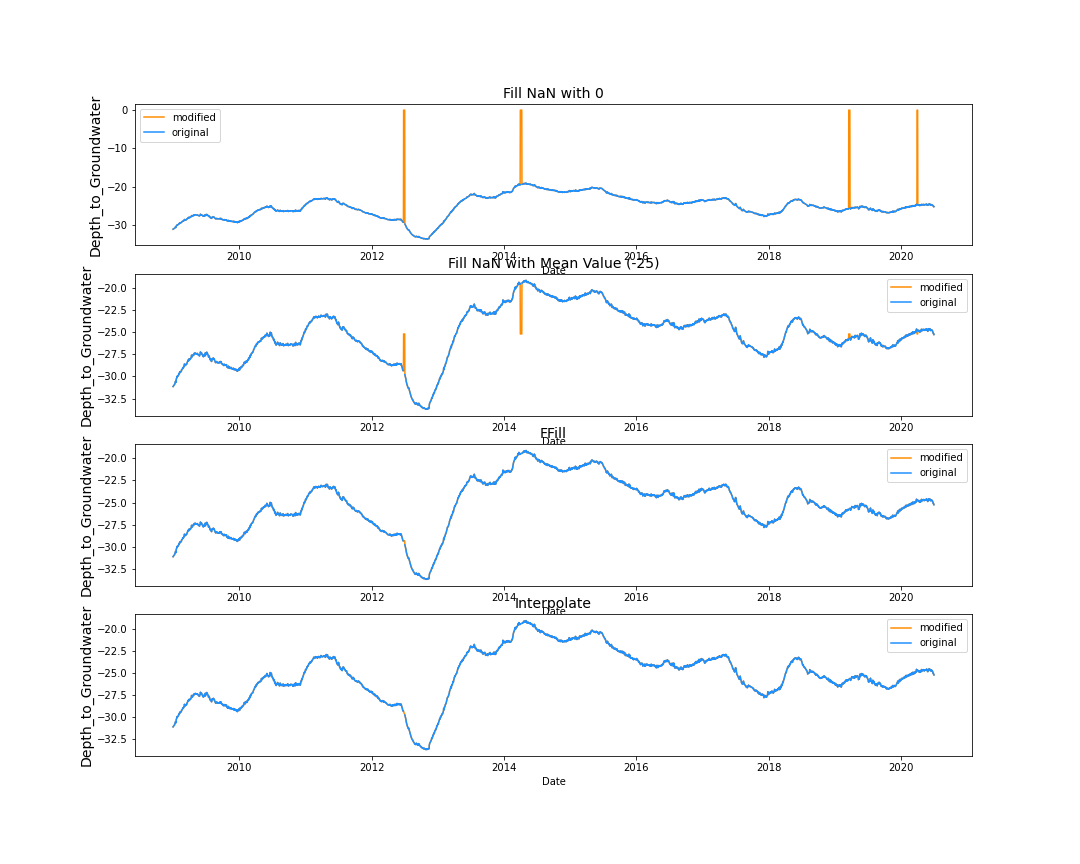 Fill NaN with 0
Depth_to_Groundwater
0
−10
−20
−30
modified
original
2010 2012 2014 2016 2018 2020
Date
Fill NaN with Mean Value (-25)
Depth_to_Groundwater
−20.0
−22.5
−25.0
−27.5
−30.0
−32.5
modified
original
2010 2012 2014 2016 2018 2020
Date
FFill
Depth_to_Groundwater
−20.0
−22.5
−25.0
−27.5
−30.0
−32.5
modified
original
2010 2012 2014 2016 2018 2020
Date
Interpolate
Depth_to_Groundwater
−20.0
−22.5
−25.0
−27.5
−30.0
−32.5
modified
original
2010 2012 2014 2016 2018 2020
Date